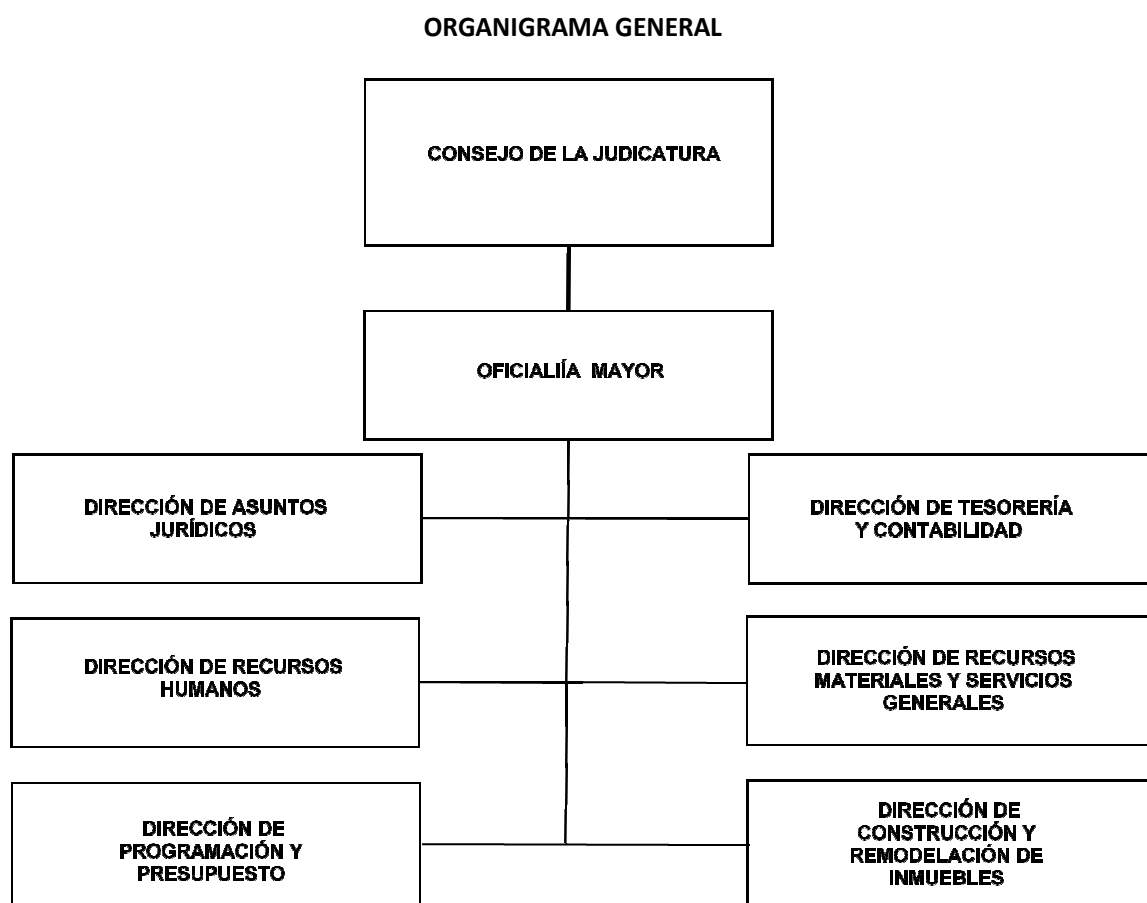 ORGANIGRAMA GENERAL
CONSEJO DE LA JUDICATURA
OFICIALIÍA MAYOR
DIRECCIÓN DE ASUNTOS
JURÍDICOS
DIRECCIÓN DE TESORERÍA
Y CONTABILIDAD
DIRECCIÓN DE RECURSOS
HUMANOS
DIRECCIÓN DE RECURSOS
MATERIALES Y SERVICIOS
GENERALES
DIRECCIÓN DE
PROGRAMACIÓN Y
PRESUPUESTO
DIRECCIÓN DE
CONSTRUCCIÓN Y
REMODELACIÓN DE
INMUEBLES